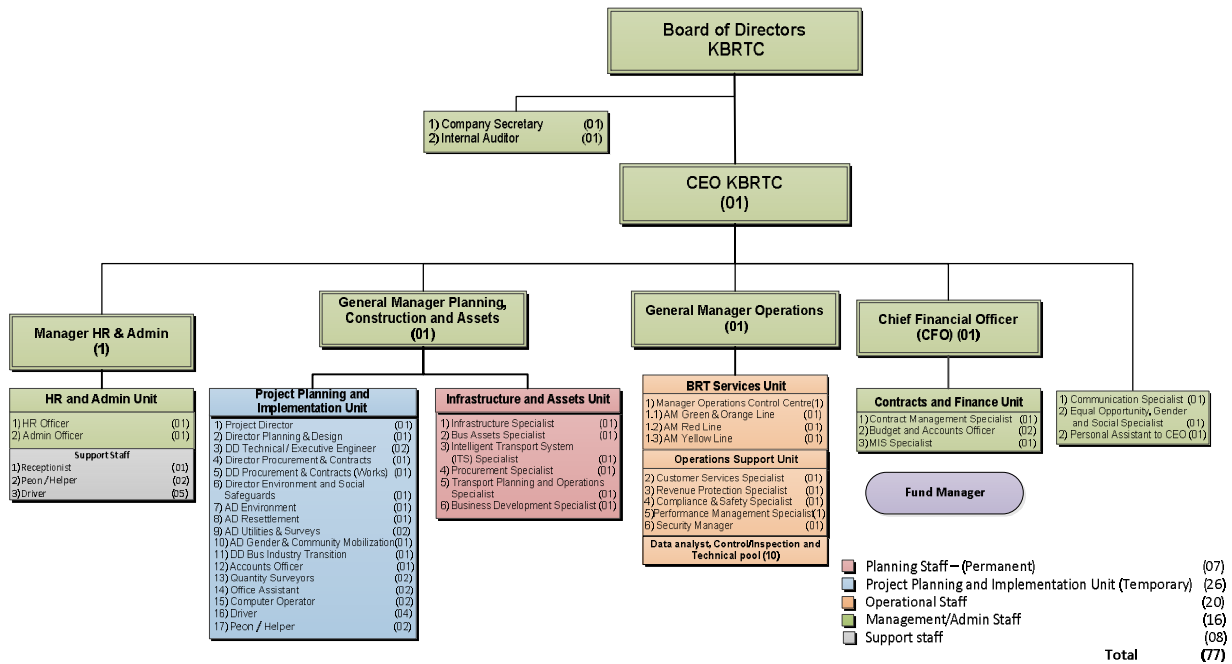 Board of Directors
KBRTC
1) Company Secretary (01)
2) Internal Auditor (01)
CEO KBRTC
(01)
Manager HR & Admin
(1)
General Manager Planning,
Construction and Assets
(01)
General Manager Operations
(01)
Chief Financial Officer
(CFO) (01)
HR and Admin Unit
1) HR Officer (01)
2) Admin Officer (01)
Support Staff
1) Receptionist (01)
2) Peon / Helper (02)
3) Driver (05)
Project Planning and
Implementation Unit
1) Project Director (01)
2) Director Planning & Design (01)
3) DD Technical / Executive Engineer (02)
4) Director Procurement & Contracts (01)
5) DD Procurement & Contracts (Works) (01)
6) Director Environment and Social
Safeguards (01)
7) AD Environment (01)
8) AD Resettlement (01)
9) AD Utilities & Surveys (02)
10) AD Gender & Community Mobilization (01)
11) DD Bus Industry Transition (01)
12) Accounts Officer (01)
13) Quantity Surveyors (02)
14) Office Assistant (02)
15) Computer Operator (02)
16) Driver (04)
17) Peon / Helper (02)
Infrastructure and Assets Unit
1) Infrastructure Specialist (01)
2) Bus Assets Specialist (01)
3) Intelligent Transport System
(ITS) Specialist (01)
4) Procurement Specialist (01)
5) Transport Planning and Operations
Specialist (01)
6) Business Development Specialist (01)
BRT Services Unit
1) Manager Operations Control Centre (1)
1.1) AM Green & Orange Line (01)
1.2) AM Red Line (01)
1.3) AM Yellow Line (01)
Operations Support Unit
2) Customer Services Specialist (01)
3) Revenue Protection Specialist (01)
4) Compliance & Safety Specialist (01)
5) Performance Management Specialist (1)
6) Security Manager (01)
Data analyst, Control/Inspection and
Technical pool (10)
Contracts and Finance Unit
1) Contract Management Specialist (01)
2) Budget and Accounts Officer (02)
3) MIS Specialist (01)
1) Communication Specialist (01)
2) Equal Opportunity, Gender
and Social Specialist (01)
2) Personal Assistant to CEO (01)
Fund Manager
Planning Staff – (Permanent) (07)
Project Planning and Implementation Unit (Temporary) (26)
Operational Staff (20)
Management/Admin Staff (16)
Support staff (08)
Total (77)